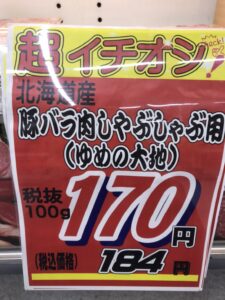 超イチオシ!
北海道産
豚バラ肉しゃぶしゃぶ用
(ゆめの大地)
税抜
100g
170円
(税込価格) 184円